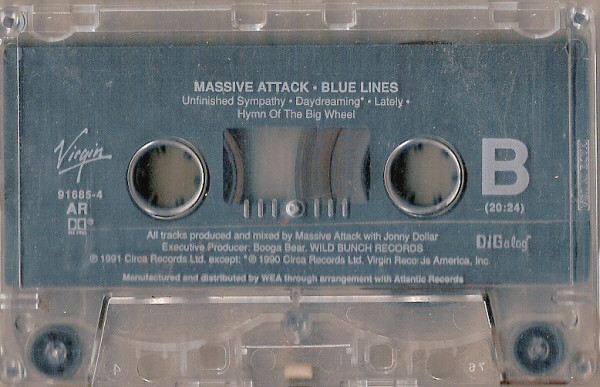 MASSIVE ATTACK • BLUE LINES
Unfinished Sympathy • Daydreaming* • Lately •
Hymn Of The Big Wheel
Virgin
91685-4
AR
B
(20:24)
All tracks produced and mixed by Massive Attack with Jonny Dollar
Executive Producer: Booga Bear. WILD BUNCH RECORDS
℗ 1991 Circa Records Ltd. except: *℗ 1990 Circa Records Ltd. Virgin Records America, Inc
DIGalog
Manufactured and distributed by WEA through arrangement with Atlantic Records
4
76